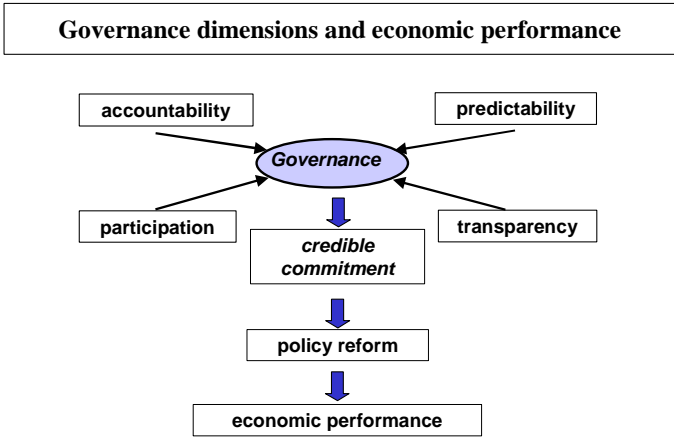 Governance dimensions and economic performance
accountability
predictability
Governance
participation
transparency
credible
commitment
policy reform
economic performance